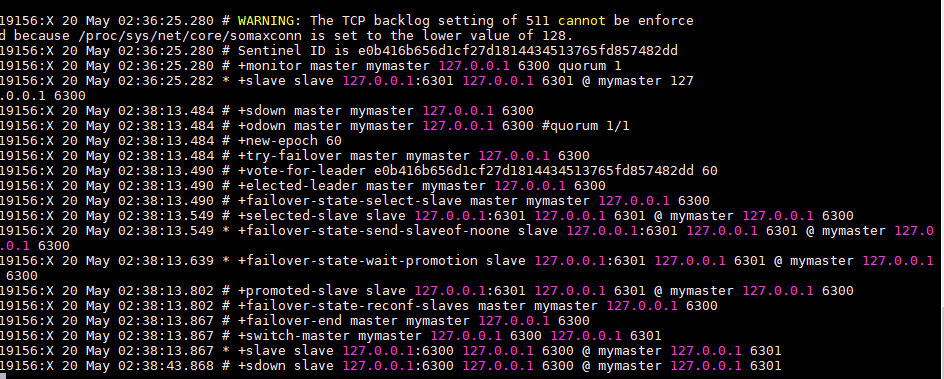 19156:X 20 May 02:36:25.280 # WARNING: The TCP backlog setting of 511 cannot be enforce
d because /proc/sys/net/core/somaxconn is set to the lower value of 128.
19156:X 20 May 02:36:25.280 # Sentinel ID is e0b416b656d1cf27d1814434513765fd857482dd
19156:X 20 May 02:36:25.280 # +monitor master mymaster 127.0.0.1 6300 quorum 1
19156:X 20 May 02:36:25.282 * +slave slave 127.0.0.1:6301 127.0.0.1 6301 @ mymaster 127
.0.0.1 6300
19156:X 20 May 02:38:13.484 # +sdown master mymaster 127.0.0.1 6300
19156:X 20 May 02:38:13.484 # +odown master mymaster 127.0.0.1 6300 #quorum 1/1
19156:X 20 May 02:38:13.484 # +new-epoch 60
19156:X 20 May 02:38:13.484 # +try-failover master mymaster 127.0.0.1 6300
19156:X 20 May 02:38:13.490 # +vote-for-leader e0b416b656d1cf27d1814434513765fd857482dd 60
19156:X 20 May 02:38:13.490 # +elected-leader master mymaster 127.0.0.1 6300
19156:X 20 May 02:38:13.490 # +failover-state-select-slave master mymaster 127.0.0.1 6300
19156:X 20 May 02:38:13.549 # +selected-slave slave 127.0.0.1:6301 127.0.0.1 6301 @ mymaster 127.0.0.1 6300
19156:X 20 May 02:38:13.549 * +failover-state-send-slaveof-noone slave 127.0.0.1:6301 127.0.0.1 6301 @ mymaster 127.0
.0.1 6300
19156:X 20 May 02:38:13.639 * +failover-state-wait-promotion slave 127.0.0.1:6301 127.0.0.1 6301 @ mymaster 127.0.0.1
 6300
19156:X 20 May 02:38:13.802 # +promoted-slave slave 127.0.0.1:6301 127.0.0.1 6301 @ mymaster 127.0.0.1 6300
19156:X 20 May 02:38:13.802 # +failover-state-reconf-slaves master mymaster 127.0.0.1 6300
19156:X 20 May 02:38:13.867 # +failover-end master mymaster 127.0.0.1 6300
19156:X 20 May 02:38:13.867 # +switch-master mymaster 127.0.0.1 6300 127.0.0.1 6301
19156:X 20 May 02:38:13.867 * +slave slave 127.0.0.1:6300 127.0.0.1 6300 @ mymaster 127.0.0.1 6301
19156:X 20 May 02:38:43.868 # +sdown slave 127.0.0.1:6300 127.0.0.1 6300 @ mymaster 127.0.0.1 6301